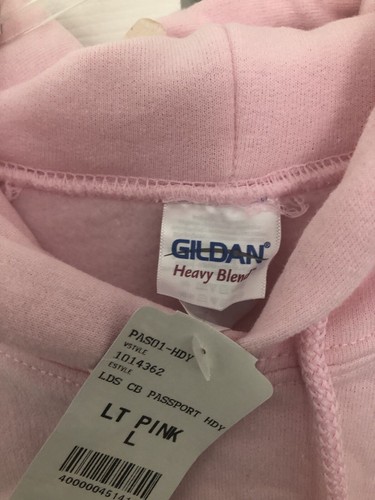 GILDAN®
Heavy Blend
PAS01-HDY
VSTYLE
1014362
ESTYLE
LDS CB PASSPORT HDY
LT PINK
L